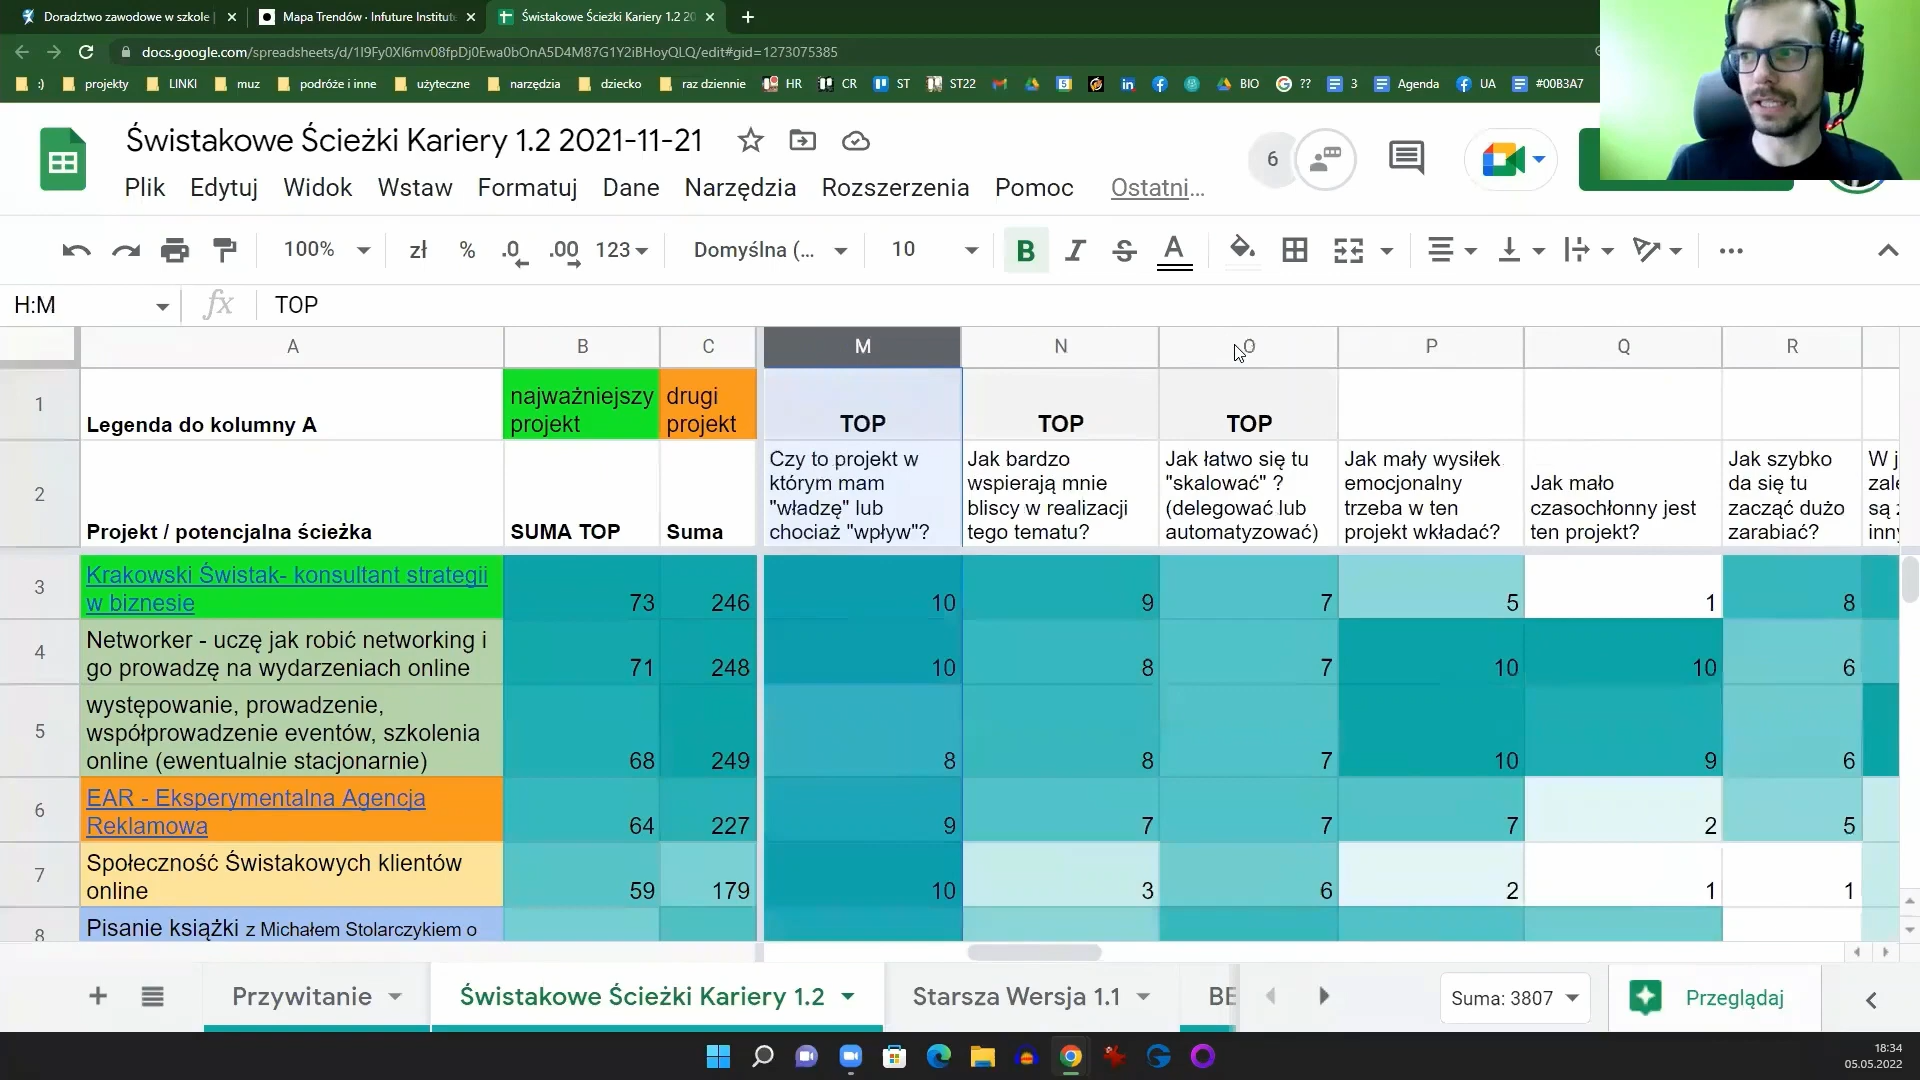 Doradztwo zawodowe w szkole |
Mapa Trendów · Infuture Institute
Świstakowe Ścieżki Kariery 1.2 20
docs.google.com/spreadsheets/d/1I9Fy0Xl6mv08fpDj0Ewa0bOnA5D4M87G1Y2iBHoyQLQ/edit#gid=1273075385
:) projekty LINKI muz podróże i inne użyteczne narzędzia dziecko raz dziennie HR CR ST ST22 BIO ?? 3 Agenda UA #00B3A7
Świstakowe Ścieżki Kariery 1.2 2021-11-21
6
Plik Edytuj Widok Wstaw Formatuj Dane Narzędzia Rozszerzenia Pomoc Ostatni...
100% zł % .0 .00 123 Domyślna (... 10 B I S A
H:M fx TOP
A B C M N O P Q R
1
Legenda do kolumny A
najważniejszy
projekt
drugi
projekt
TOP
TOP
TOP
2
Projekt / potencjalna ścieżka
SUMA TOP
Suma
Czy to projekt w
którym mam
"władzę" lub
chociaż "wpływ"?
Jak bardzo
wspierają mnie
bliscy w realizacji
tego tematu?
Jak łatwo się tu
"skalować" ?
(delegować lub
automatyzować)
Jak mały wysiłek
emocjonalny
trzeba w ten
projekt wkładać?
Jak mało
czasochłonny jest
ten projekt?
Jak szybko
da się tu
zacząć dużo
zarabiać?
3
Krakowski Świstak- konsultant strategii
w biznesie
73 246 10 9 7 5 1 8
4
Networker - uczę jak robić networking i
go prowadzę na wydarzeniach online
71 248 10 8 7 10 10 6
5
występowanie, prowadzenie,
współprowadzenie eventów, szkolenia
online (ewentualnie stacjonarnie)
68 249 8 8 7 10 9 6
6
EAR - Eksperymentalna Agencja
Reklamowa
64 227 9 7 7 7 2 5
7
Społeczność Świstakowych klientów
online
59 179 10 3 6 2 1 1
8
Pisanie książki z Michałem Stolarczykiem o
Przywitanie
Świstakowe Ścieżki Kariery 1.2
Starsza Wersja 1.1
BE
Suma: 3807
Przeglądaj
18:34
05.05.2022